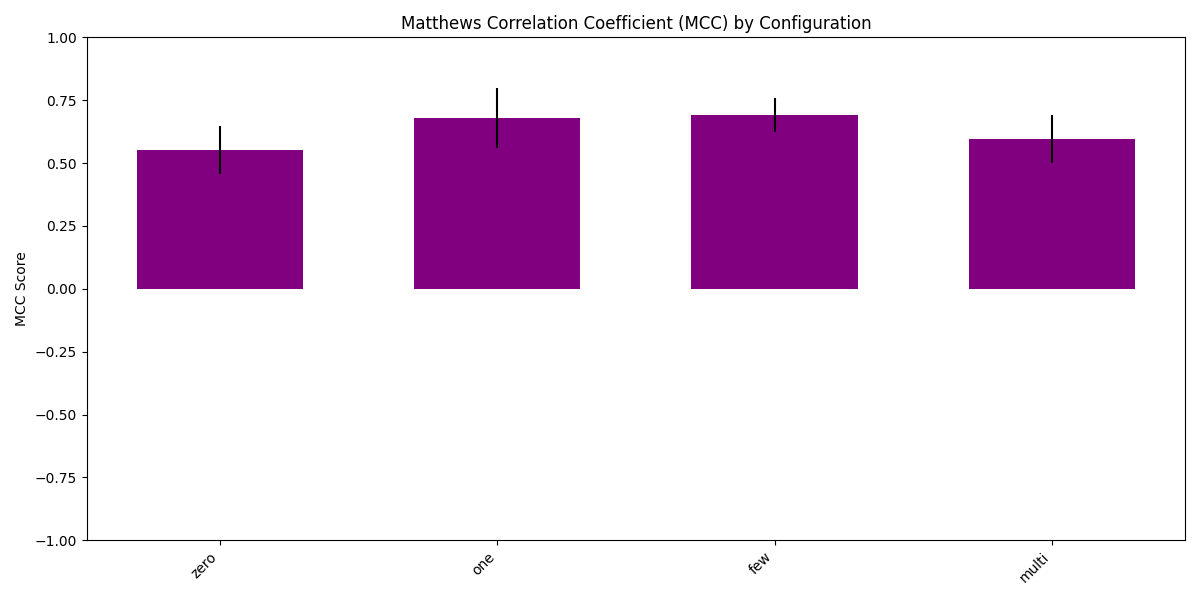 Matthews Correlation Coefficient (MCC) by Configuration
MCC Score
1.00
0.75
0.50
0.25
0.00
−0.25
−0.50
−0.75
−1.00
zero
one
few
multi